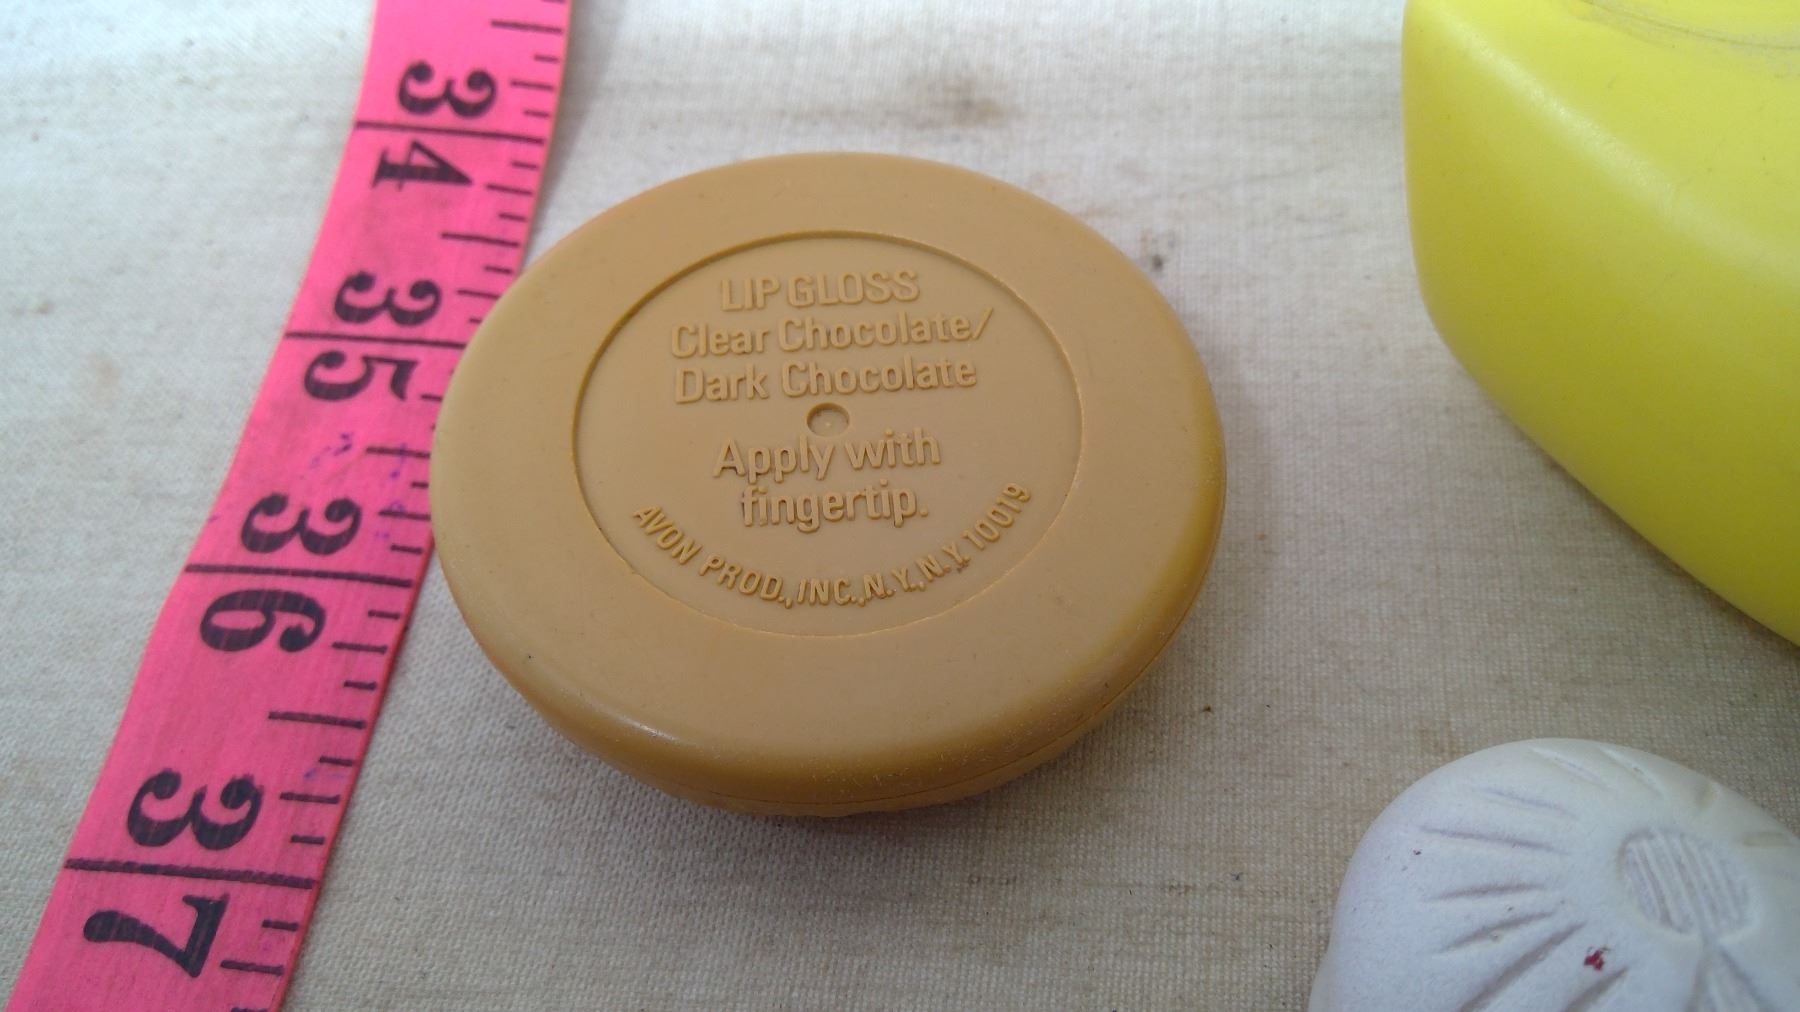 34
35
36
37
LIP GLOSS
Clear Chocolate/
Dark Chocolate
Apply with
fingertip.
AVON PROD., INC., N.Y., N.Y. 10019